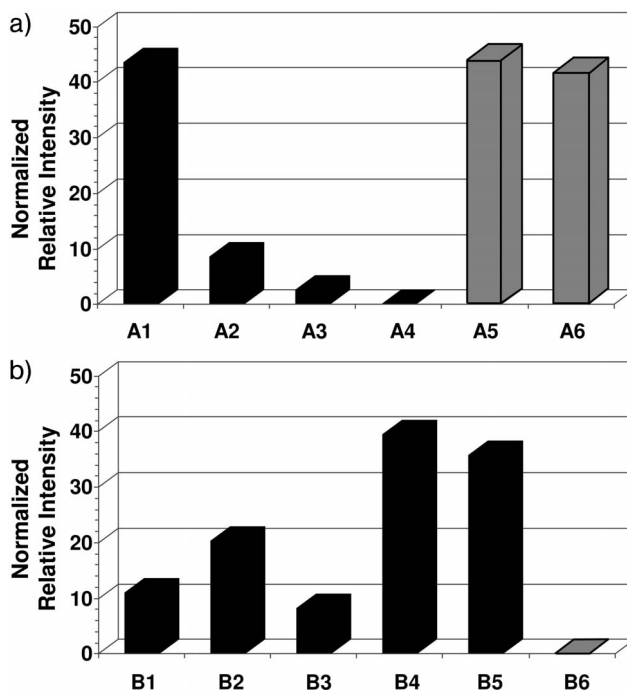 a)
Normalized
Relative Intensity
50
40
30
20
10
0
A1 A2 A3 A4 A5 A6
b)
Normalized
Relative Intensity
50
40
30
20
10
0
B1 B2 B3 B4 B5 B6